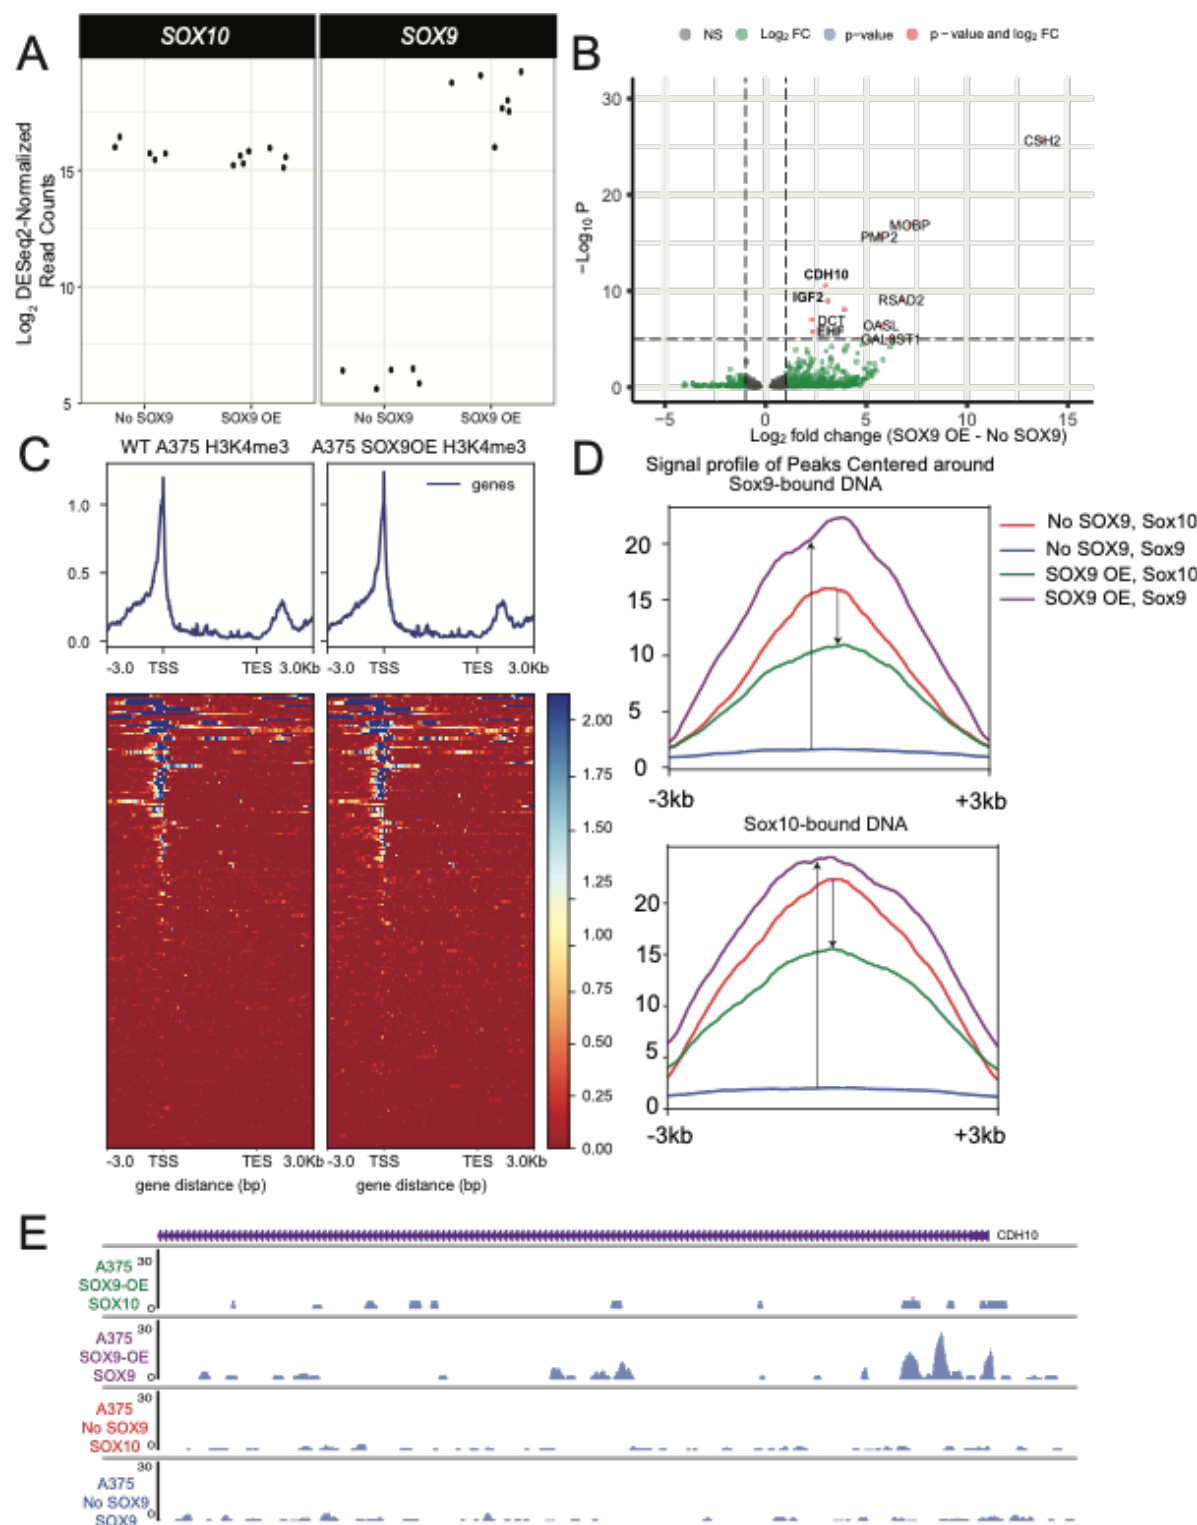 A
SOX10
SOX9
Log2 DESeq2-Normalized
Read Counts
15
10
5
No SOX9
SOX9 OE
No SOX9
SOX9 OE
B
NS
Log2 FC
p-value
p - value and log2 FC
-Log10 P
30
20
10
0
CSH2
MOBP
PMP2
CDH10
IGF2
RSAD2
DCT
EHF
OASL
GAL3ST1
-5
0
5
10
15
Log2 fold change (SOX9 OE - No SOX9)
C
WT A375 H3K4me3
A375 SOX9OE H3K4me3
genes
1.0
0.5
0.0
-3.0
TSS
TES
3.0Kb
-3.0
TSS
TES
3.0Kb
2.00
1.75
1.50
1.25
1.00
0.75
0.50
0.25
0.00
-3.0
TSS
TES
3.0Kb
-3.0
TSS
TES
3.0Kb
gene distance (bp)
gene distance (bp)
D
Signal profile of Peaks Centered around
Sox9-bound DNA
20
15
10
5
0
-3kb
+3kb
No SOX9, Sox10
No SOX9, Sox9
SOX9 OE, Sox10
SOX9 OE, Sox9
Sox10-bound DNA
20
15
10
5
0
-3kb
+3kb
E
CDH10
A375
SOX9-OE
SOX10
30
0
A375
SOX9-OE
SOX9
30
0
A375
No SOX9
SOX10
30
0
A375
No SOX9
SOX9
30
0